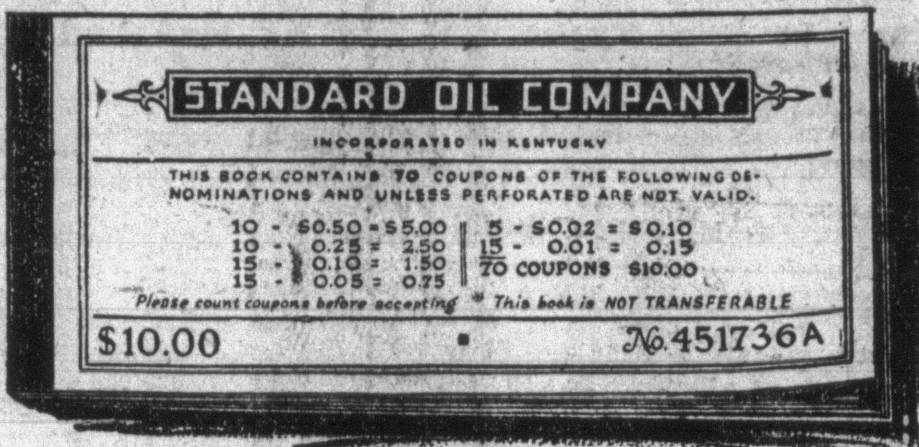 STANDARD OIL COMPANY
INCORPORATED IN KENTUCKY
THIS BOOK CONTAINS 70 COUPONS OF THE FOLLOWING DE-
NOMINATIONS AND UNLESS PERFORATED ARE NOT VALID.
10 - $0.50 = $5.00 5 - $0.02 = $0.10
10 - 0.25 = 2.50 15 - 0.01 = 0.15
15 - 0.10 = 1.50 70 COUPONS $10.00
15 - 0.05 = 0.75
Please count coupons before accepting * This book is NOT TRANSFERABLE
$10.00 No. 451736A